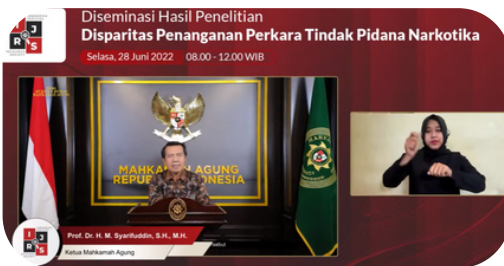 I J
R S
Diseminasi Hasil Penelitian
Disparitas Penanganan Perkara Tindak Pidana Narkotika
Selasa, 28 Juni 2022 08.00 - 12.00 WIB
MAHKAMAH AGUNG
REPUBLIK INDONESIA
I J
R S
Prof. Dr. H. M. Syarifuddin, S.H., M.H.
Ketua Mahkamah Agung